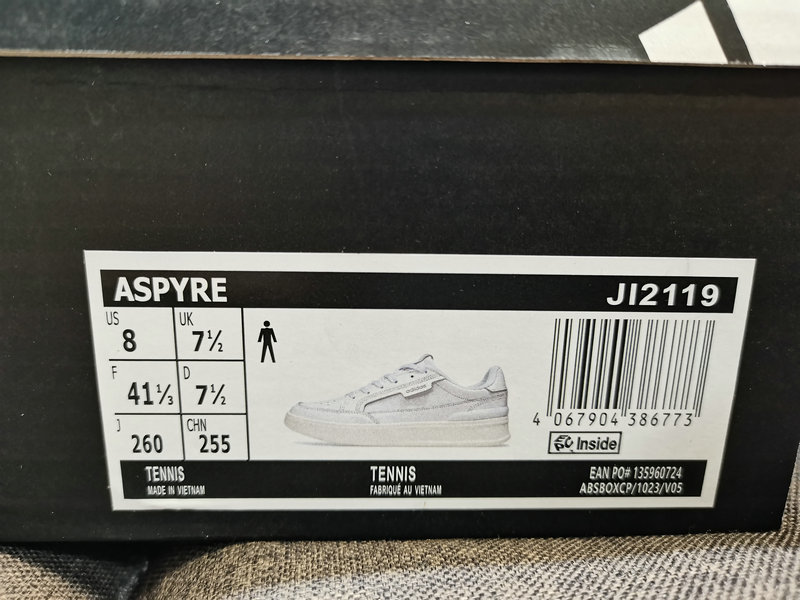 ASPYRE JI2119
US 8 UK 7½
F 41⅓ D 7½
J 260 CHN 255
adidas
4 067904 386773
Inside
TENNIS TENNIS EAN PO# 135960724
MADE IN VIETNAM FABRIQUÉ AU VIETNAM ABSBOXCP/1023/V05